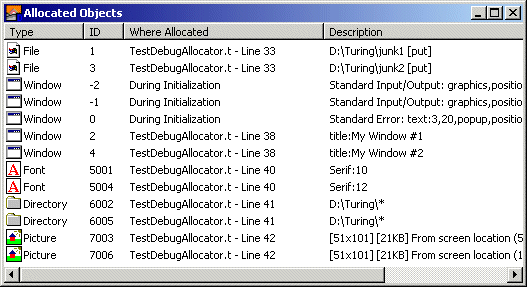 Allocated Objects
Type ID Where Allocated Description
File 1 TestDebugAllocator.t - Line 33 D:\Turing\junk1 [put]
File 3 TestDebugAllocator.t - Line 33 D:\Turing\junk2 [put]
Window -2 During Initialization Standard Input/Output: graphics,positio
Window -1 During Initialization Standard Input/Output: graphics,positio
Window 0 During Initialization Standard Error: text:3,20,popup,position
Window 2 TestDebugAllocator.t - Line 38 title:My Window #1
Window 4 TestDebugAllocator.t - Line 38 title:My Window #2
Font 5001 TestDebugAllocator.t - Line 40 Serif:10
Font 5004 TestDebugAllocator.t - Line 40 Serif:12
Directory 6002 TestDebugAllocator.t - Line 41 D:\Turing\*
Directory 6005 TestDebugAllocator.t - Line 41 D:\Turing\*
Picture 7003 TestDebugAllocator.t - Line 42 [51x101] [21KB] From screen location (5
Picture 7006 TestDebugAllocator.t - Line 42 [51x101] [21KB] From screen location (1